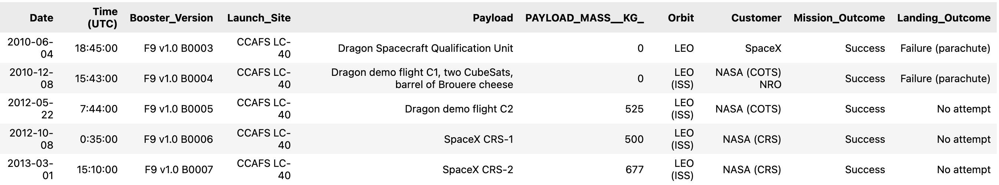 Date Time (UTC) Booster_Version Launch_Site Payload PAYLOAD_MASS__KG_ Orbit Customer Mission_Outcome Landing_Outcome
2010-06-04 18:45:00 F9 v1.0 B0003 CCAFS LC-40 Dragon Spacecraft Qualification Unit 0 LEO SpaceX Success Failure (parachute)
2010-12-08 15:43:00 F9 v1.0 B0004 CCAFS LC-40 Dragon demo flight C1, two CubeSats, barrel of Brouere cheese 0 LEO (ISS) NASA (COTS) NRO Success Failure (parachute)
2012-05-22 7:44:00 F9 v1.0 B0005 CCAFS LC-40 Dragon demo flight C2 525 LEO (ISS) NASA (COTS) Success No attempt
2012-10-08 0:35:00 F9 v1.0 B0006 CCAFS LC-40 SpaceX CRS-1 500 LEO (ISS) NASA (CRS) Success No attempt
2013-03-01 15:10:00 F9 v1.0 B0007 CCAFS LC-40 SpaceX CRS-2 677 LEO (ISS) NASA (CRS) Success No attempt